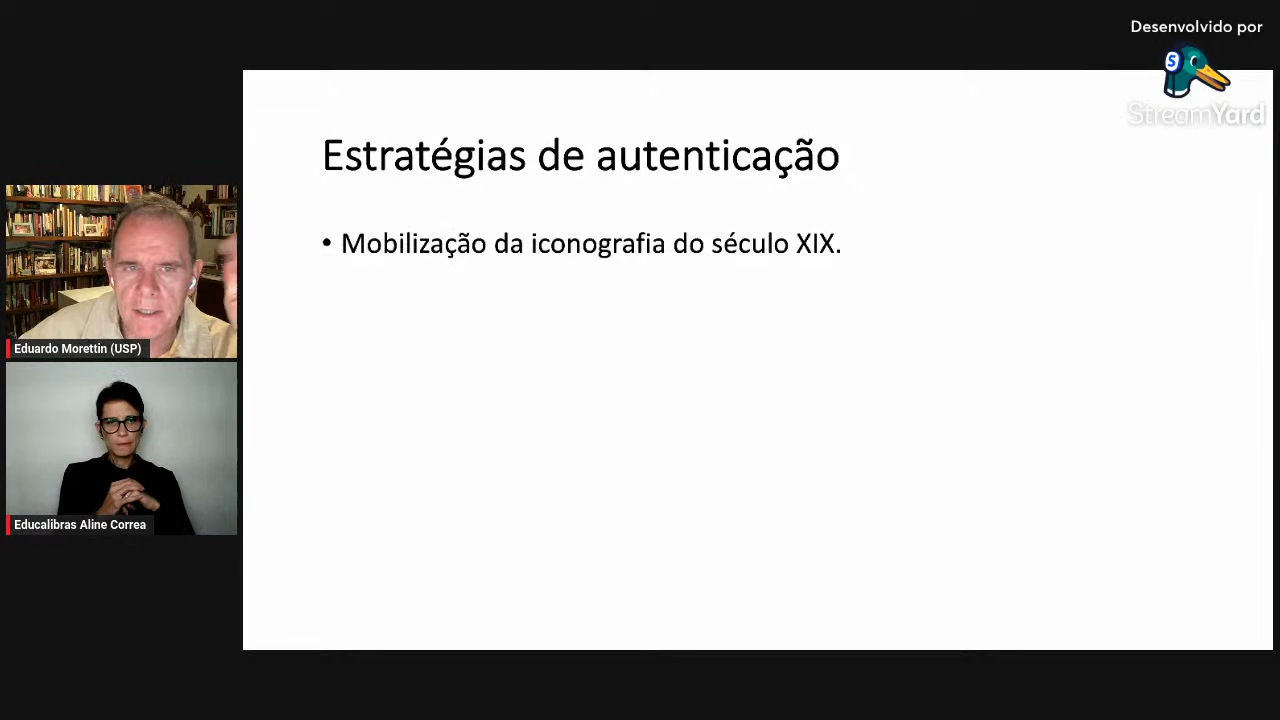 Desenvolvido por
S
StreamYard
Estratégias de autenticação
• Mobilização da iconografia do século XIX.
Eduardo Morettin (USP)
Educalibras Aline Correa